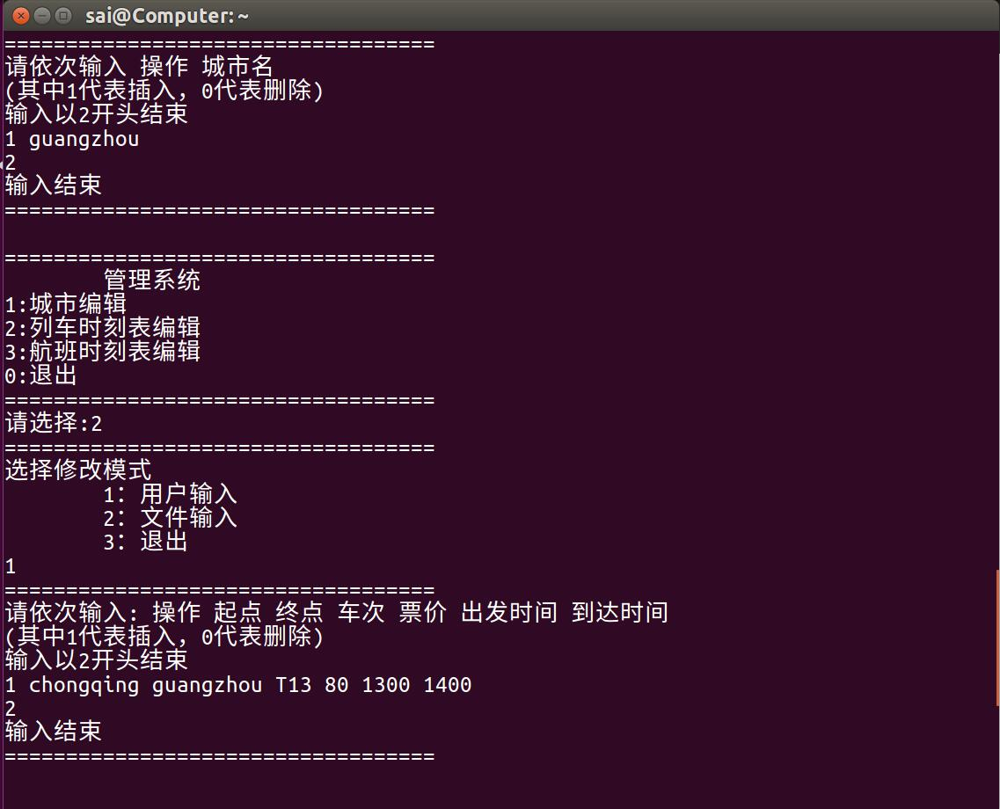 sai@Computer: ~
===================================
请依次输入 操作 城市名
(其中1代表插入，0代表删除)
输入以2开头结束
1 guangzhou
2
输入结束
===================================
===================================
管理系统
1:城市编辑
2:列车时刻表编辑
3:航班时刻表编辑
0:退出
===================================
请选择:2
===================================
选择修改模式
1：用户输入
2：文件输入
3：退出
1
===================================
请依次输入：操作 起点 终点 车次 票价 出发时间 到达时间
(其中1代表插入，0代表删除)
输入以2开头结束
1 chongqing guangzhou T13 80 1300 1400
2
输入结束
===================================